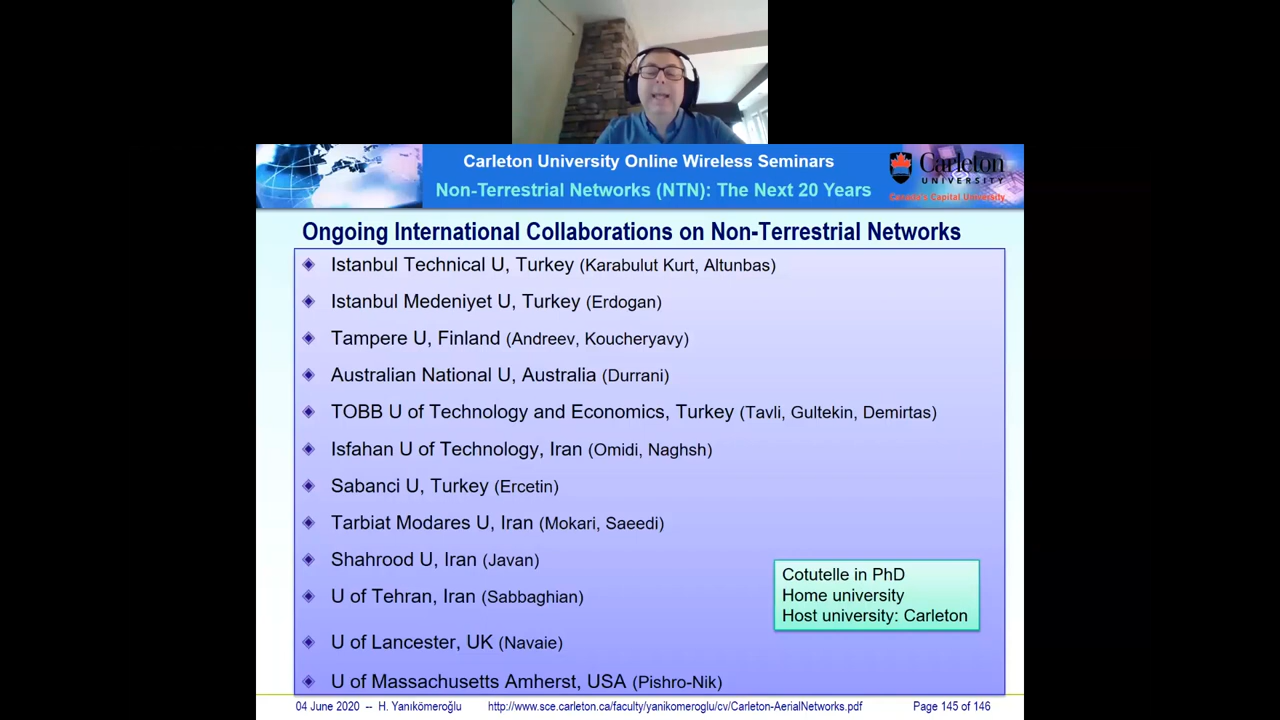 Carleton University Online Wireless Seminars
Non-Terrestrial Networks (NTN): The Next 20 Years
Carleton
UNIVERSITY
Canada's Capital University
Ongoing International Collaborations on Non-Terrestrial Networks
Istanbul Technical U, Turkey (Karabulut Kurt, Altunbas)
Istanbul Medeniyet U, Turkey (Erdogan)
Tampere U, Finland (Andreev, Koucheryavy)
Australian National U, Australia (Durrani)
TOBB U of Technology and Economics, Turkey (Tavli, Gultekin, Demirtas)
Isfahan U of Technology, Iran (Omidi, Naghsh)
Sabanci U, Turkey (Ercetin)
Tarbiat Modares U, Iran (Mokari, Saeedi)
Shahrood U, Iran (Javan)
U of Tehran, Iran (Sabbaghian)
U of Lancester, UK (Navaie)
U of Massachusetts Amherst, USA (Pishro-Nik)
Cotutelle in PhD
Home university
Host university: Carleton
04 June 2020 -- H. Yanıkömeroğlu http://www.sce.carleton.ca/faculty/yanikomeroglu/cv/Carleton-AerialNetworks.pdf Page 145 of 146